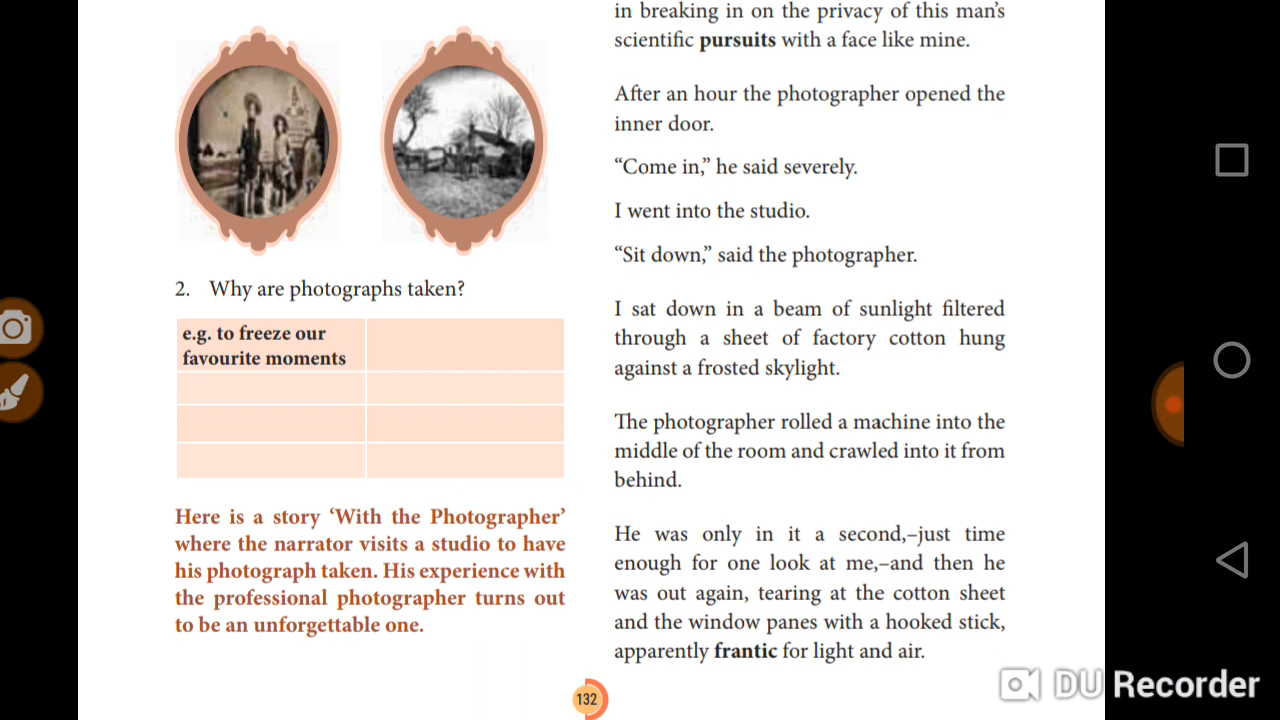 2. Why are photographs taken?
e.g. to freeze our
favourite moments
Here is a story ‘With the Photographer’
where the narrator visits a studio to have
his photograph taken. His experience with
the professional photographer turns out
to be an unforgettable one.
in breaking in on the privacy of this man’s
scientific pursuits with a face like mine.
After an hour the photographer opened the
inner door.
“Come in,” he said severely.
I went into the studio.
“Sit down,” said the photographer.
I sat down in a beam of sunlight filtered
through a sheet of factory cotton hung
against a frosted skylight.
The photographer rolled a machine into the
middle of the room and crawled into it from
behind.
He was only in it a second,–just time
enough for one look at me,–and then he
was out again, tearing at the cotton sheet
and the window panes with a hooked stick,
apparently frantic for light and air.
132
DU Recorder